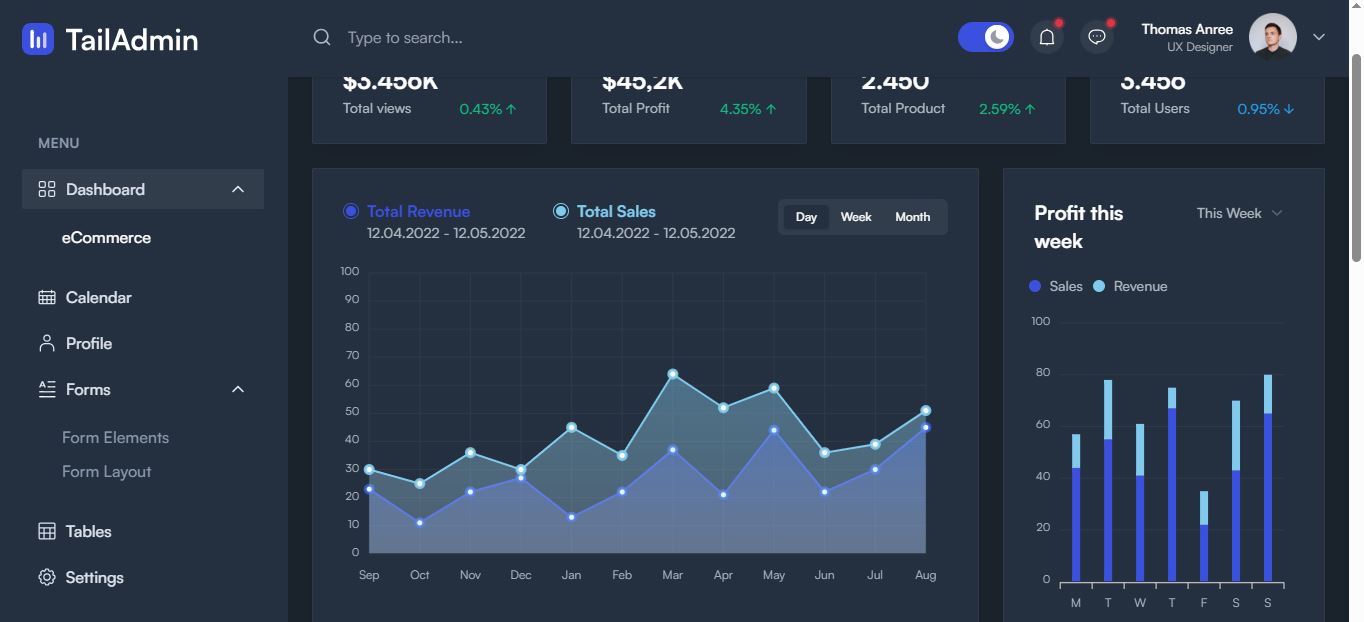 TailAdmin
Type to search...
Thomas Anree
UX Designer
MENU
Dashboard
eCommerce
Calendar
Profile
Forms
Form Elements
Form Layout
Tables
Settings
$3.456K
Total views 0.43%
$45,2K
Total Profit 4.35%
2.450
Total Product 2.59%
3.456
Total Users 0.95%
Total Revenue
12.04.2022 - 12.05.2022
Total Sales
12.04.2022 - 12.05.2022
Day Week Month
100
90
80
70
60
50
40
30
20
10
0
Sep Oct Nov Dec Jan Feb Mar Apr May Jun Jul Aug
Profit this
week
This Week
Sales Revenue
100
80
60
40
20
0
M T W T F S S